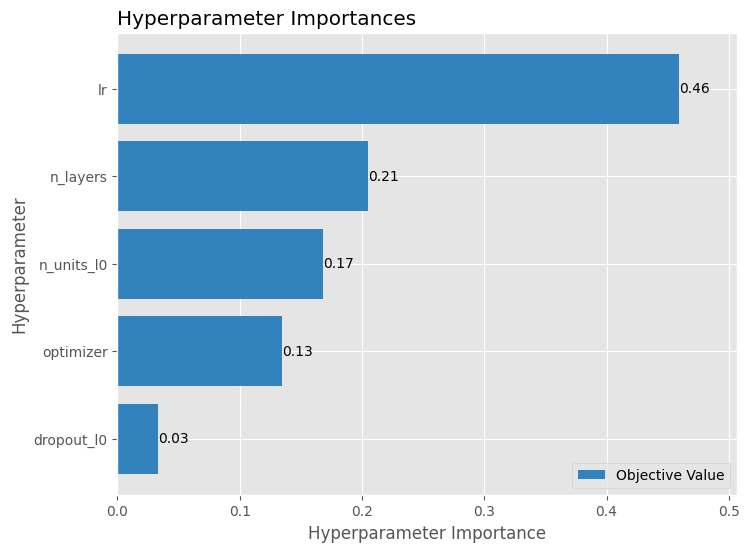 Hyperparameter Importances
Hyperparameter
lr
0.46
n_layers
0.21
n_units_l0
0.17
optimizer
0.13
dropout_l0
0.03
Objective Value
0.0 0.1 0.2 0.3 0.4 0.5
Hyperparameter Importance